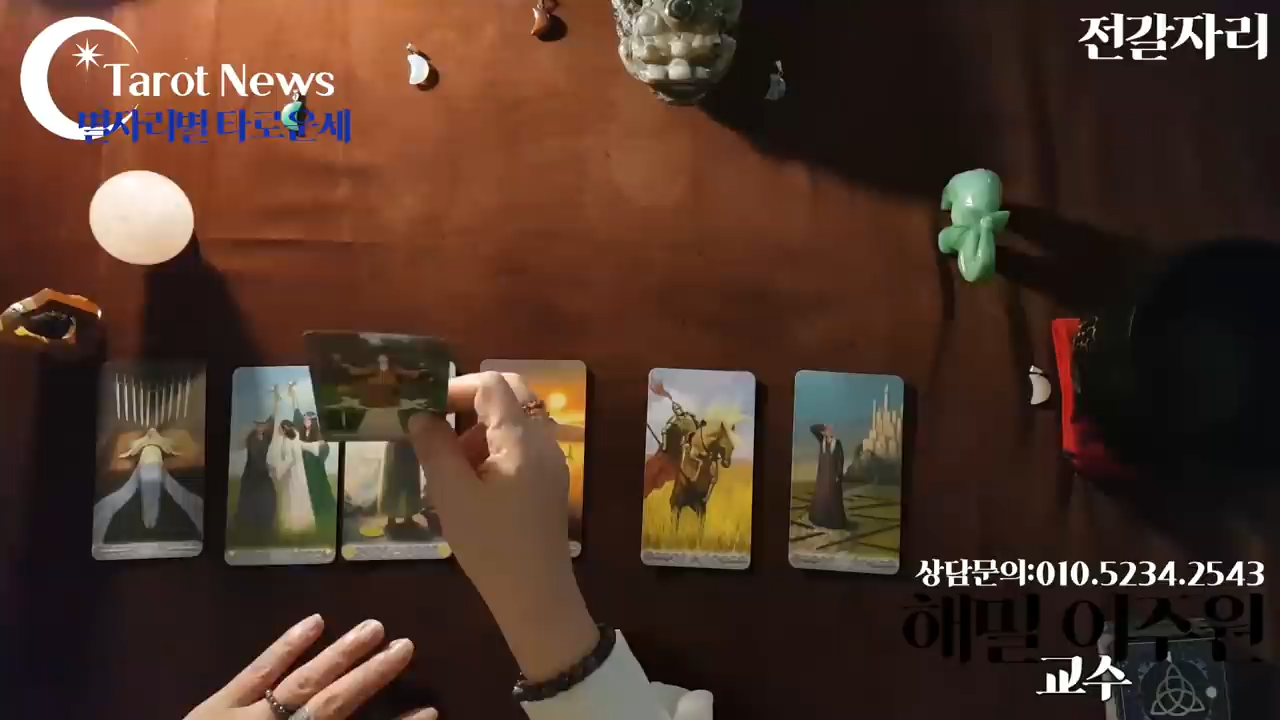 전갈자리
Tarot News
별자리별 타로운세
상담문의:010.5234.2543
해밀 이주원
교수